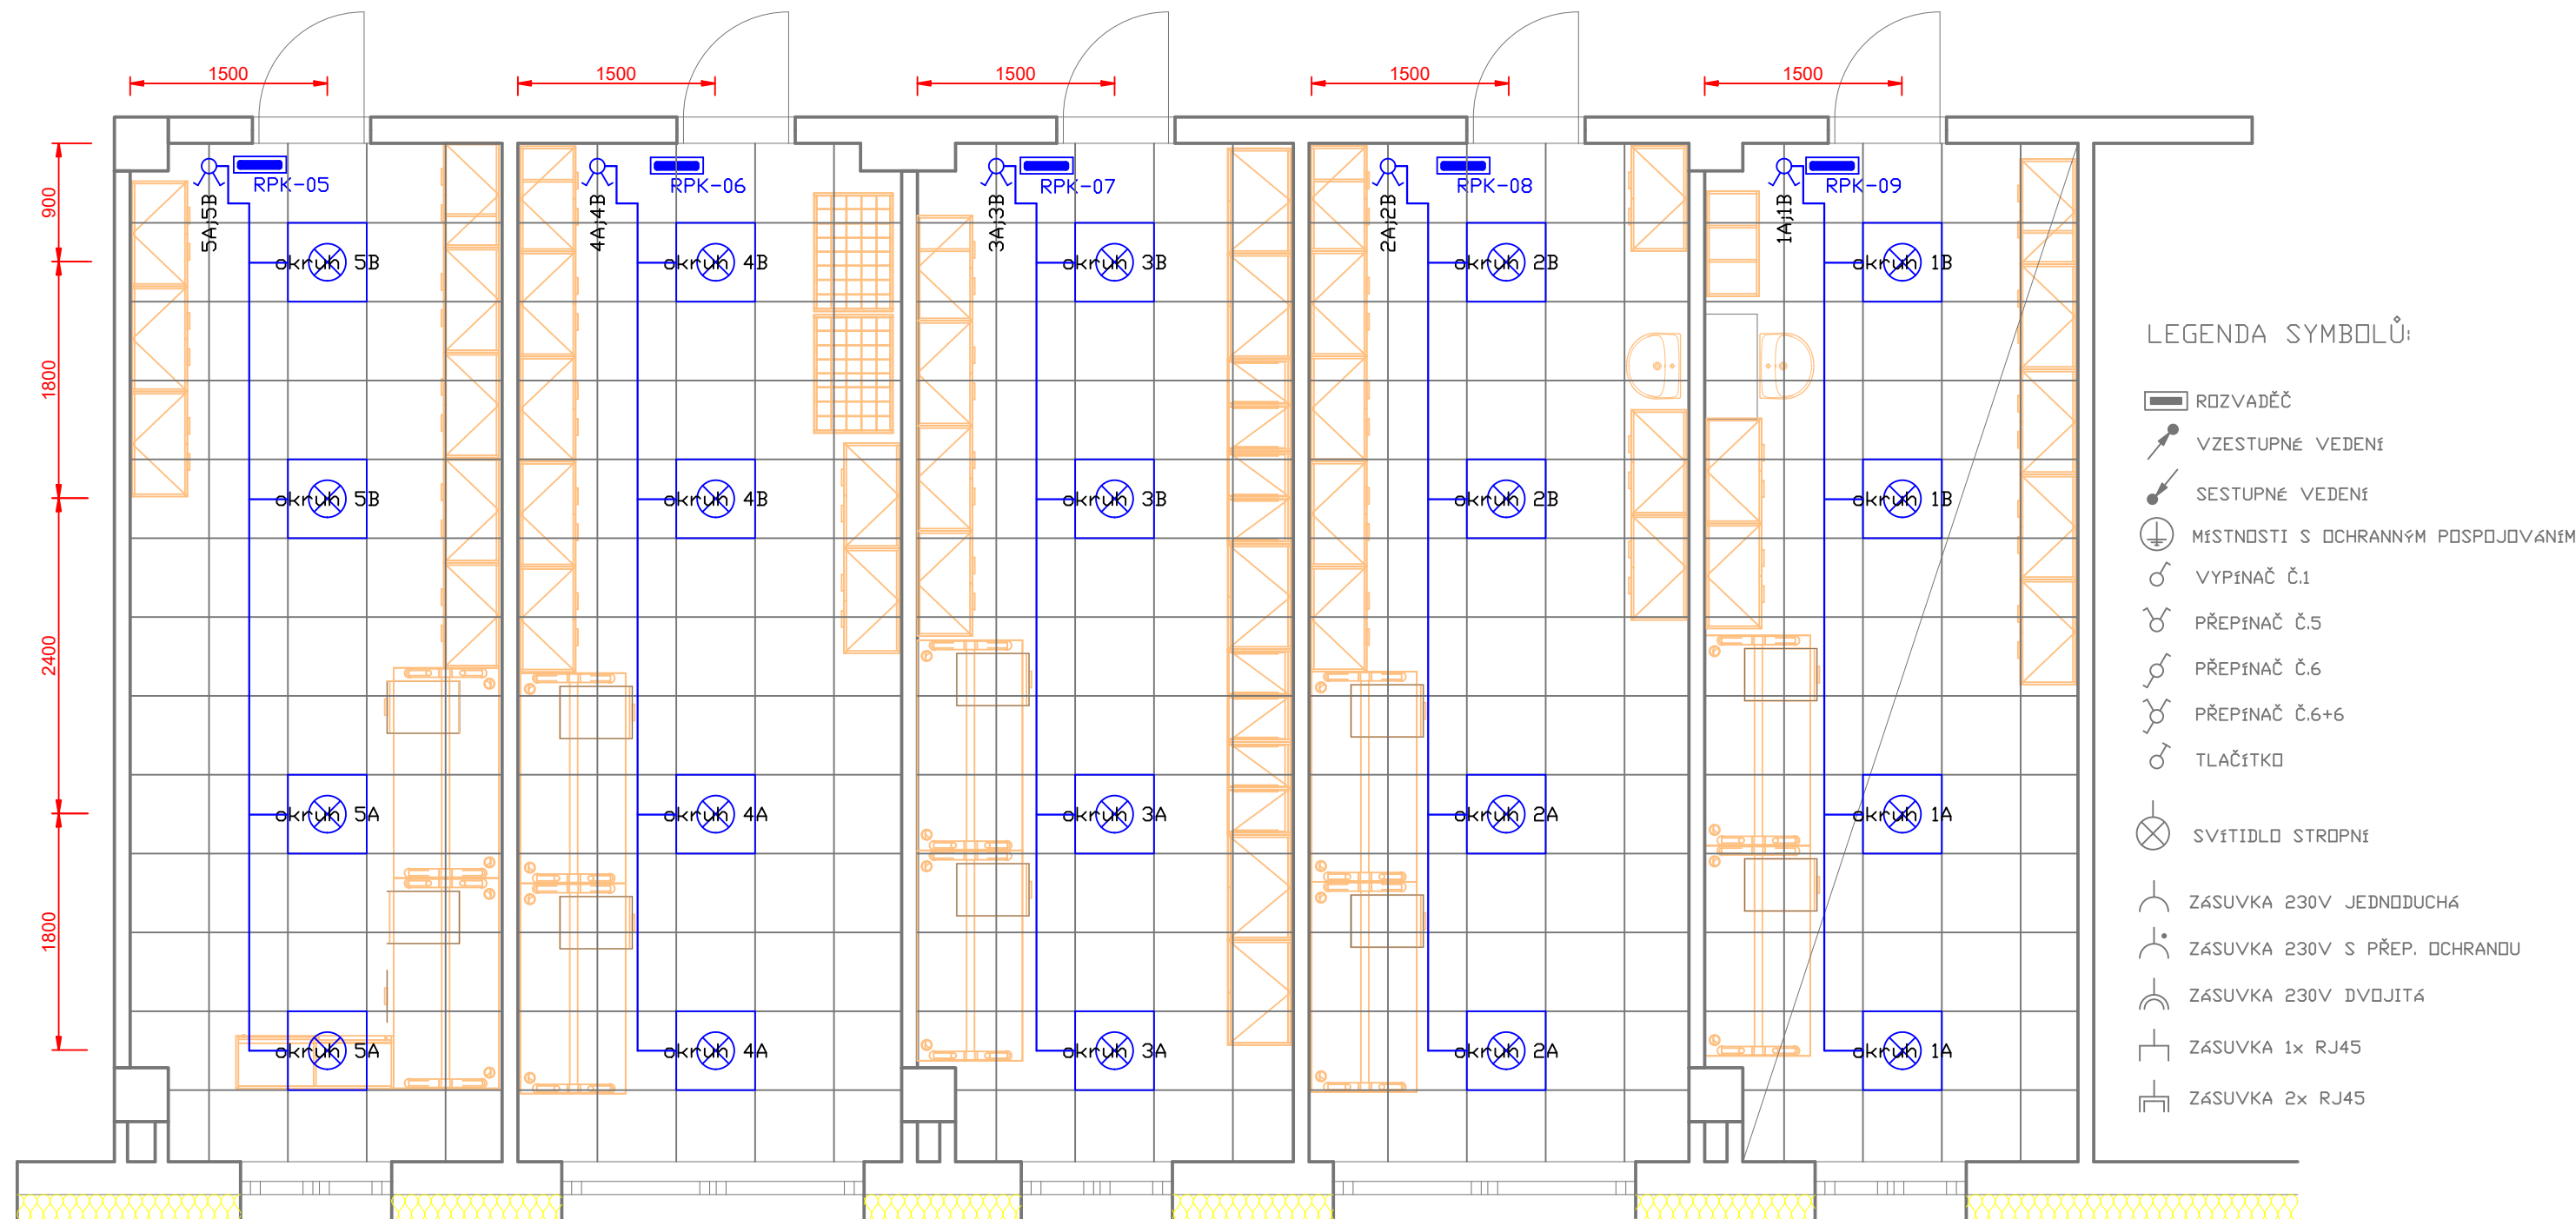 1500
1500
1500
1500
1500
900
1800
2400
1800
RPK-05
RPK-06
RPK-07
RPK-08
RPK-09
5A,5B
4A,4B
3A,3B
2A,2B
1A,1B
okruh 5B
okruh 4B
okruh 3B
okruh 2B
okruh 1B
okruh 5B
okruh 4B
okruh 3B
okruh 2B
okruh 1B
okruh 5A
okruh 4A
okruh 3A
okruh 2A
okruh 1A
okruh 5A
okruh 4A
okruh 3A
okruh 2A
okruh 1A
LEGENDA SYMBOLŮ:
ROZVADĚČ
VZESTUPNÉ VEDENÍ
SESTUPNÉ VEDENÍ
MÍSTNOSTI S OCHRANNÝM POSPOJOVÁNÍM
VYPÍNAČ Č.1
PŘEPÍNAČ Č.5
PŘEPÍNAČ Č.6
PŘEPÍNAČ Č.6+6
TLAČÍTKO
SVÍTIDLO STROPNÍ
ZÁSUVKA 230V JEDNODUCHÁ
ZÁSUVKA 230V S PŘEP. OCHRANOU
ZÁSUVKA 230V DVOJITÁ
ZÁSUVKA 1x RJ45
ZÁSUVKA 2x RJ45